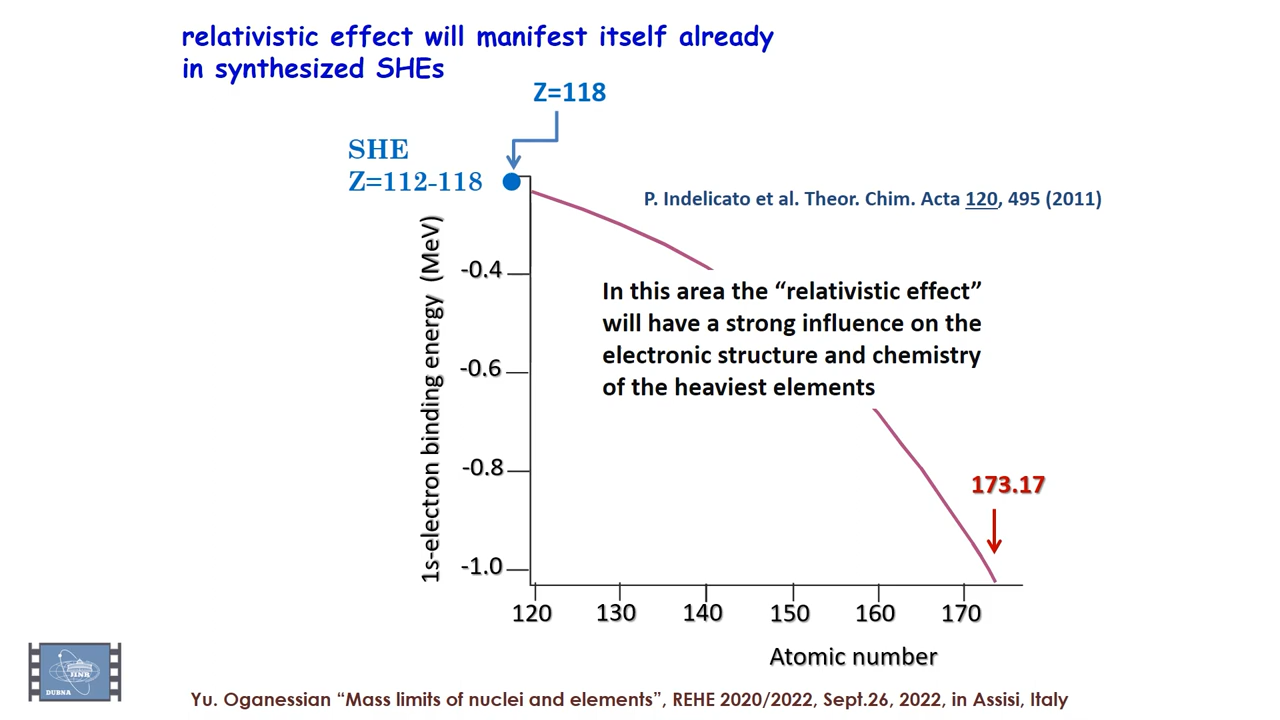 relativistic effect will manifest itself already
in synthesized SHEs
Z=118
SHE
Z=112-118
P. Indelicato et al. Theor. Chim. Acta 120, 495 (2011)
1s-electron binding energy (MeV)
-0.4
-0.6
-0.8
-1.0
In this area the “relativistic effect”
will have a strong influence on the
electronic structure and chemistry
of the heaviest elements
173.17
120 130 140 150 160 170
Atomic number
JINR
DUBNA
Yu. Oganessian “Mass limits of nuclei and elements”, REHE 2020/2022, Sept.26, 2022, in Assisi, Italy